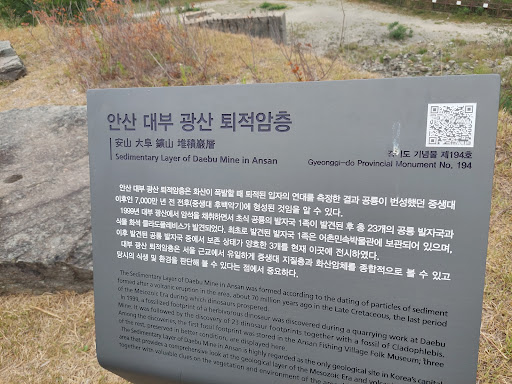 안산 대부 광산 퇴적암층
安山 大阜 鑛山 堆積巖層
Sedimentary Layer of Daebu Mine in Ansan
경기도 기념물 제194호
Gyeonggi-do Provincial Monument No. 194
안산 대부 광산 퇴적암층은 화산이 폭발할 때 퇴적된 입자의 연대를 측정한 결과 공룡이 번성했던 중생대
이후인 7,000만 년 전 전후(중생대 후백악기)에 형성된 것임을 알 수 있다.
1999년 대부 광산에서 암석을 채취하면서 초식 공룡의 발자국 1족이 발견된 후 총 23개의 공룡 발자국과
식물 화석 클라도플레비스가 발견되었다. 최초로 발견된 공룡 발자국 1족은 어촌민속박물관에 보관되어 있으며,
이후 발견된 공룡 발자국 중에서 보존 상태가 양호한 3개를 현재 이곳에 전시하였다.
대부 광산 퇴적암층은 서울 근교에서 유일하게 중생대 지질층과 화산암체를 종합적으로 볼 수 있고
당시의 식생 및 환경을 판단해 볼 수 있다는 점에서 중요하다.
The Sedimentary Layer of Daebu Mine in Ansan was formed according to the dating of particles of sediment
formed after a volcanic eruption in the area, about 70 million years ago in the Late Cretaceous, the last period
of the Mesozoic Era during which dinosaurs prospered.
In 1999, a fossilized footprint of a herbivorous dinosaur was discovered during a quarrying work at Daebu
Mine. It was followed by the discovery of 23 dinosaur footprints together with a fossil of Cladophlebis.
Among the discoveries, the first fossil footprint was stored in the Ansan Fishing Village Folk Museum; three
of the rest, preserved in better condition, are displayed here.
The Sedimentary Layer of Daebu Mine in Ansan is highly regarded as the only geological site in Korea's capital
area that provides a comprehensive look at the geological layer of the Mesozoic Era and
together with valuable clues on the vegetation and environment of the